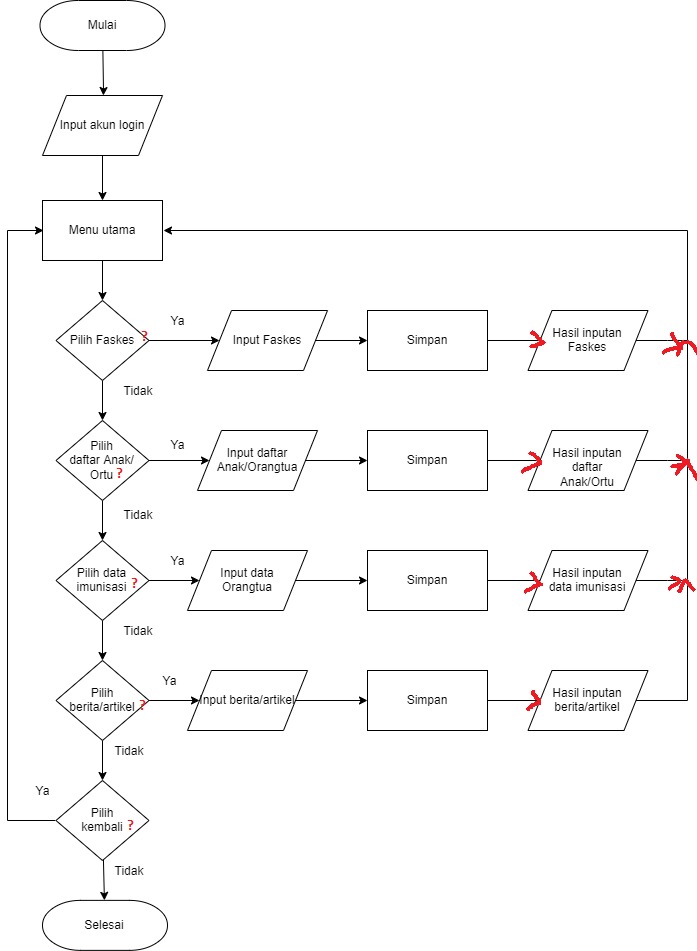 Mulai
Input akun login
Menu utama
Ya
Pilih Faskes ?
Input Faskes
Simpan
Hasil inputan
Faskes
Tidak
Pilih
daftar Anak/
Ortu ?
Ya
Input daftar
Anak/Orangtua
Simpan
Hasil inputan
daftar
Anak/Ortu
Tidak
Pilih data
imunisasi ?
Ya
Input data
Orangtua
Simpan
Hasil inputan
data imunisasi
Tidak
Pilih
berita/artikel ?
Ya
Input berita/artikel
Simpan
Hasil inputan
berita/artikel
Tidak
Ya
Pilih
kembali ?
Tidak
Selesai